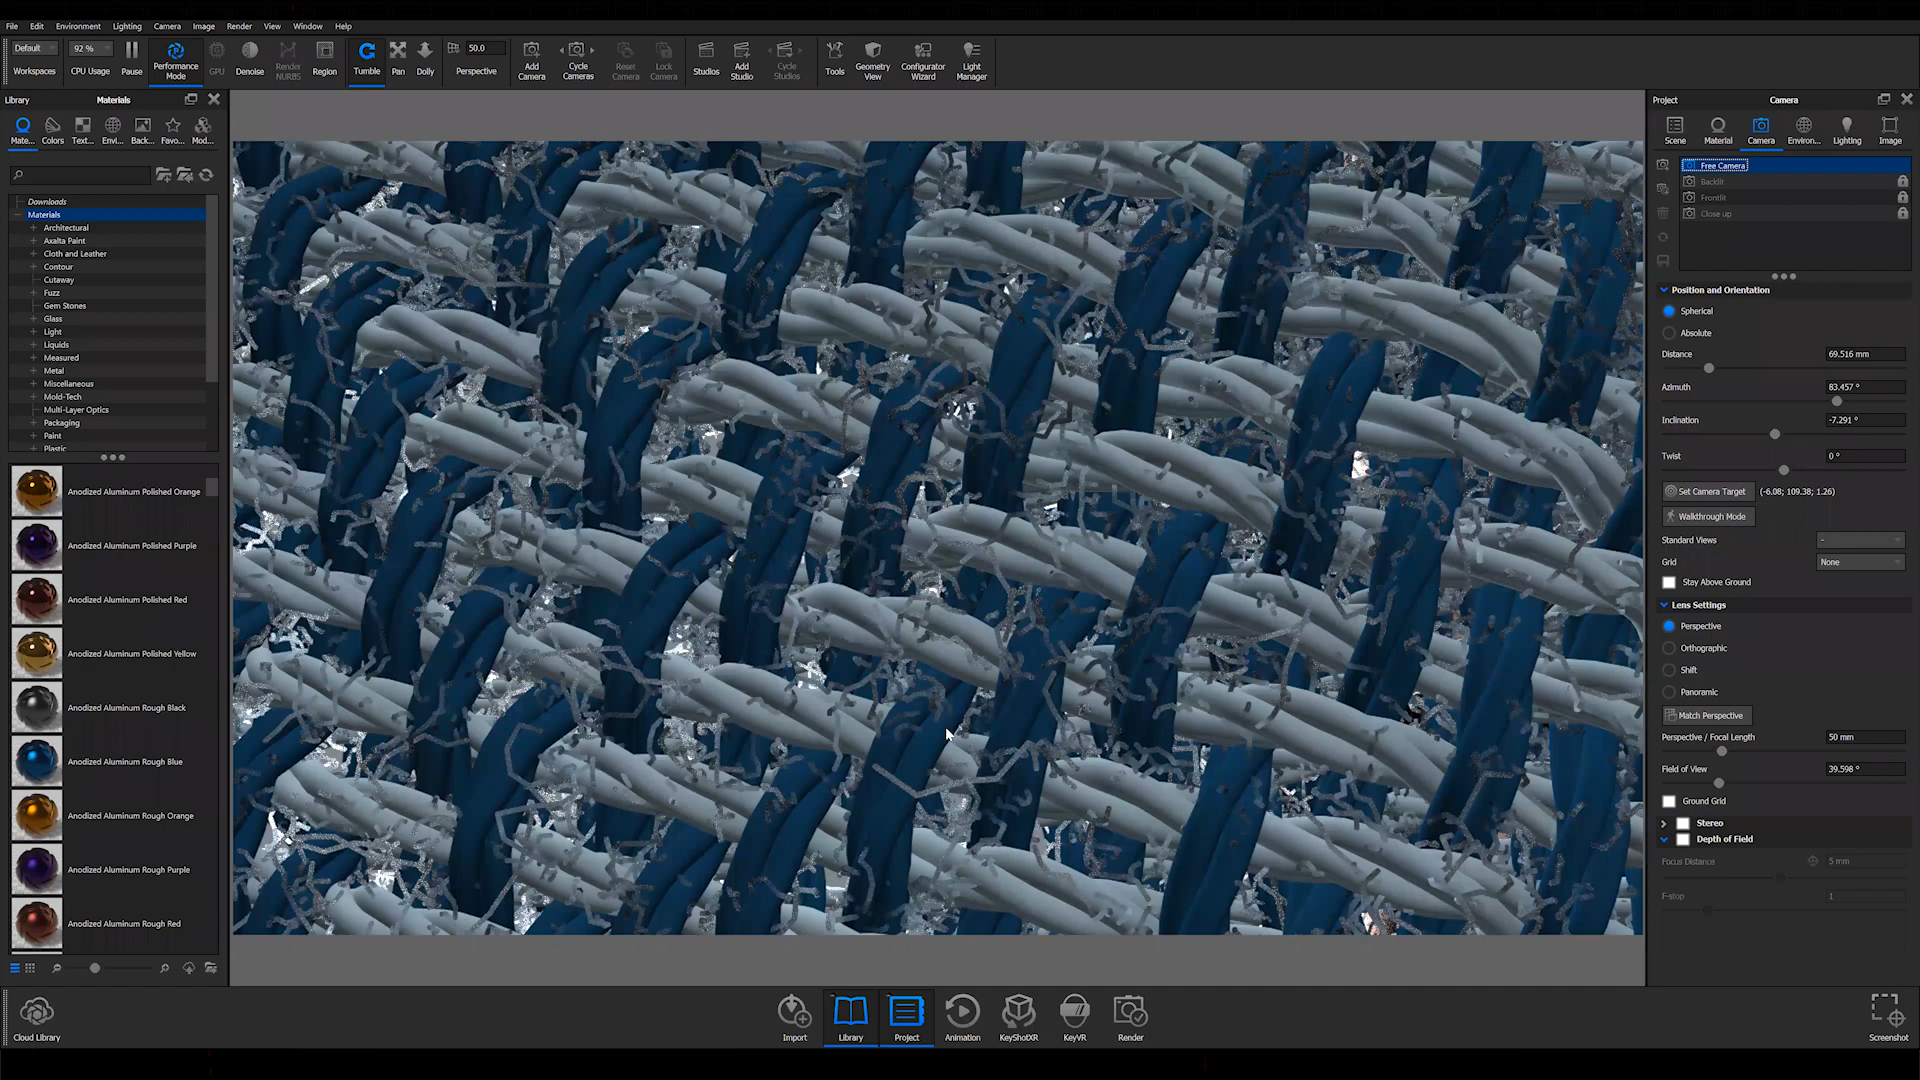 File Edit Environment Lighting Camera Image Render View Window Help
Default 92 % 50.0
Workspaces CPU Usage Pause Performance Mode GPU Denoise Render NURBS Region Tumble Pan Dolly Perspective Add Camera Cycle Cameras Reset Camera Lock Camera Studios Add Studio Cycle Studios Tools Geometry View Configurator Wizard Light Manager
Library Materials
Mate... Colors Text... Envi... Back... Favo... Mod...
Downloads
Materials
Architectural
Axalta Paint
Cloth and Leather
Contour
Cutaway
Fuzz
Gem Stones
Glass
Light
Liquids
Measured
Metal
Miscellaneous
Mold-Tech
Multi-Layer Optics
Packaging
Paint
Plastic
Anodized Aluminum Polished Orange
Anodized Aluminum Polished Purple
Anodized Aluminum Polished Red
Anodized Aluminum Polished Yellow
Anodized Aluminum Rough Black
Anodized Aluminum Rough Blue
Anodized Aluminum Rough Orange
Anodized Aluminum Rough Purple
Anodized Aluminum Rough Red
Project Camera
Scene Material Camera Environ... Lighting Image
Free Camera
Backlit
Frontlit
Close up
Position and Orientation
Spherical
Absolute
Distance 69.516 mm
Azimuth 83.457 °
Inclination -7.291 °
Twist 0 °
Set Camera Target (-6.08; 109.38; 1.26)
Walkthrough Mode
Standard Views -
Grid None
Stay Above Ground
Lens Settings
Perspective
Orthographic
Shift
Panoramic
Match Perspective
Perspective / Focal Length 50 mm
Field of View 39.598 °
Ground Grid
Stereo
Depth of Field
Focus Distance 5 mm
F-stop 1
Cloud Library Import Library Project Animation KeyShotXR KeyVR Render Screenshot